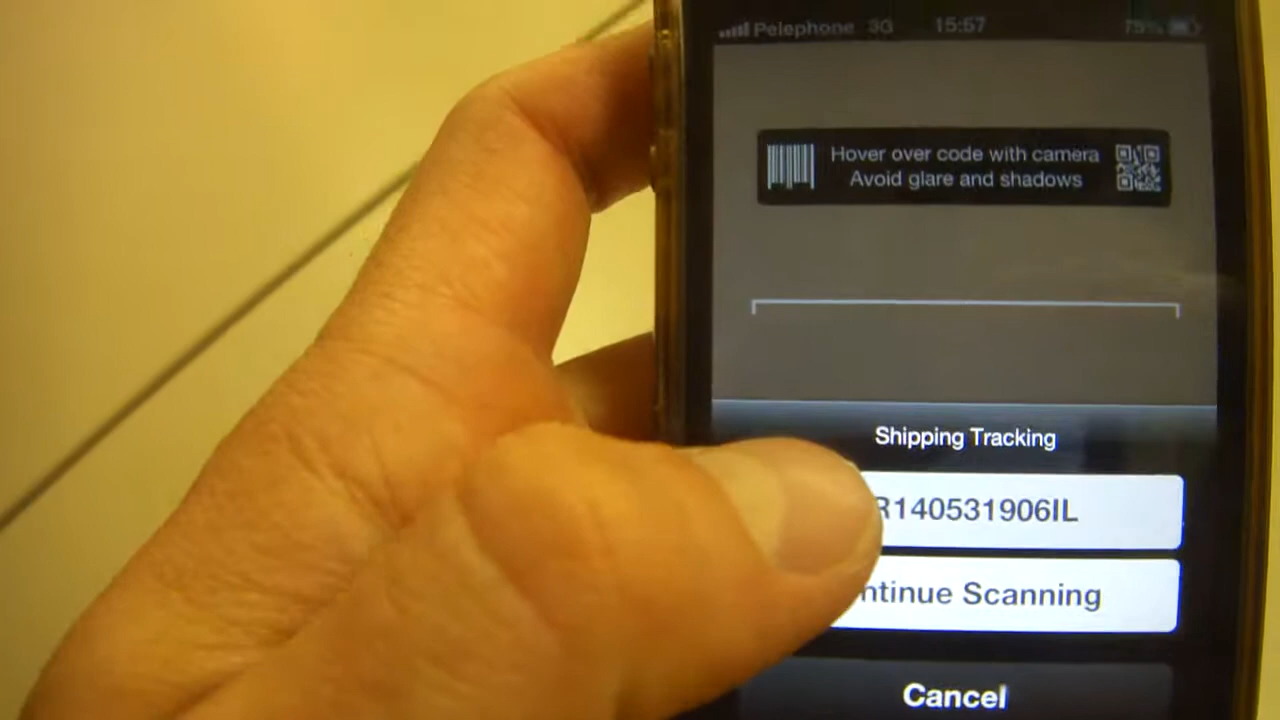 Pelephone 3G 15:57 75%
Hover over code with camera
Avoid glare and shadows
Shipping Tracking
R140531906IL
ntinue Scanning
Cancel